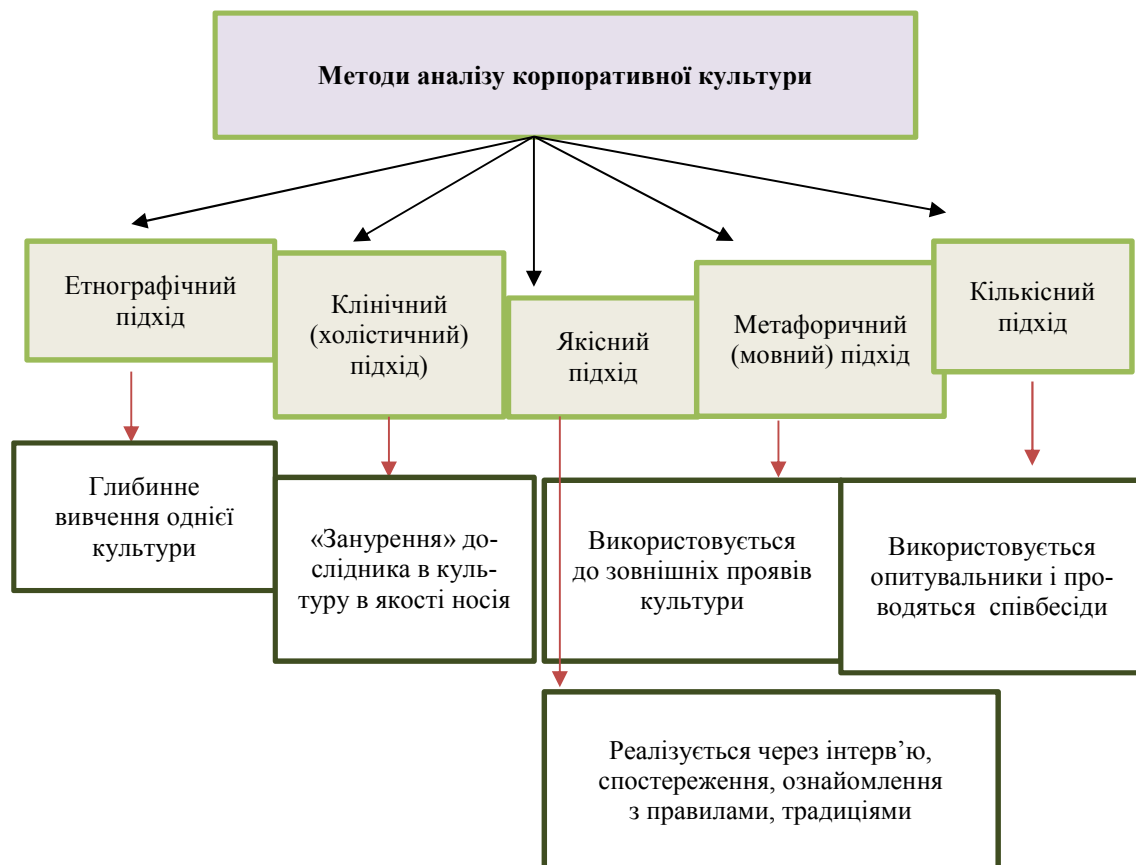 Методи аналізу корпоративної культури
Етнографічний
підхід
Клінічний
(холістичний)
підхід)
Якісний
підхід
Метафоричний
(мовний) підхід
Кількісний
підхід
Глибинне
вивчення однієї
культури
«Занурення» до-
слідника в куль-
туру в якості носія
Використовується
до зовнішніх проявів
культури
Використовується
опитувальники і про-
водяться співбесіди
Реалізується через інтерв’ю,
спостереження, ознайомлення
з правилами, традиціями